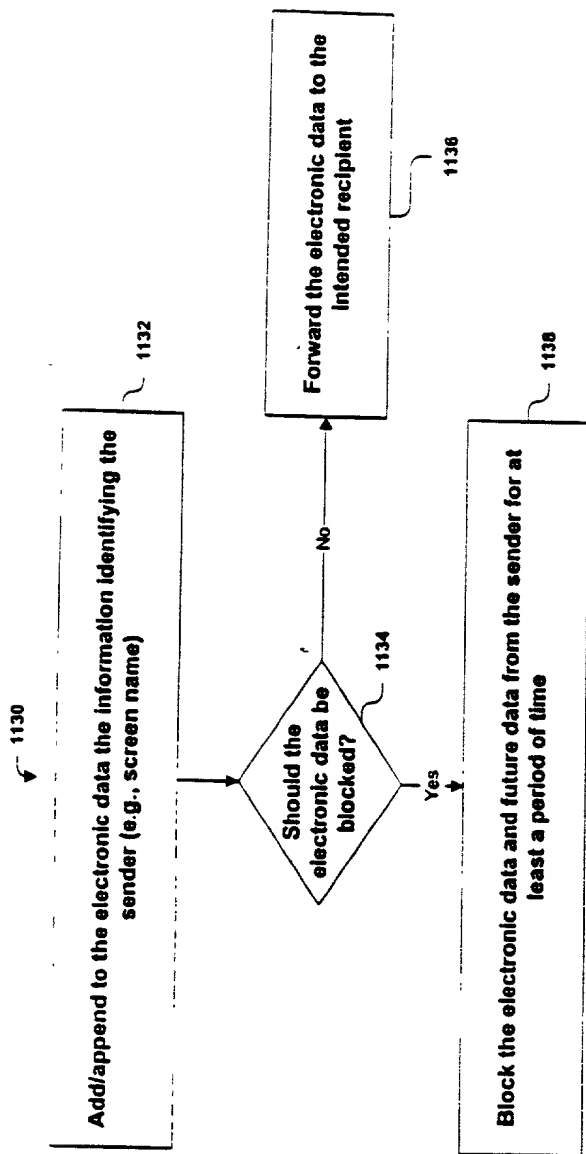 1130
Add/append to the electronic data the information identifying the
sender (e.g., screen name)
1132
Should the
electronic data be
blocked?
1134
No
Forward the electronic data to the
intended recipient
1136
Yes
Block the electronic data and future data from the sender for at
least a period of time
1138